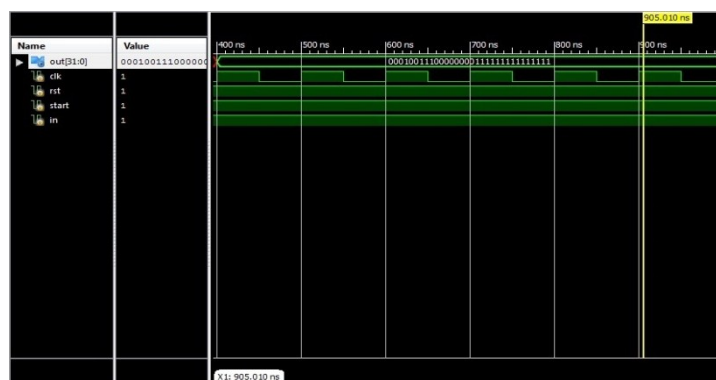 905.010 ns
Name Value
400 ns 500 ns 600 ns 700 ns 800 ns 900 ns
out[31:0] 000100111000000 00010011100000000111111111111111
clk 1
rst 1
start 1
in 1
X1: 905.010 ns